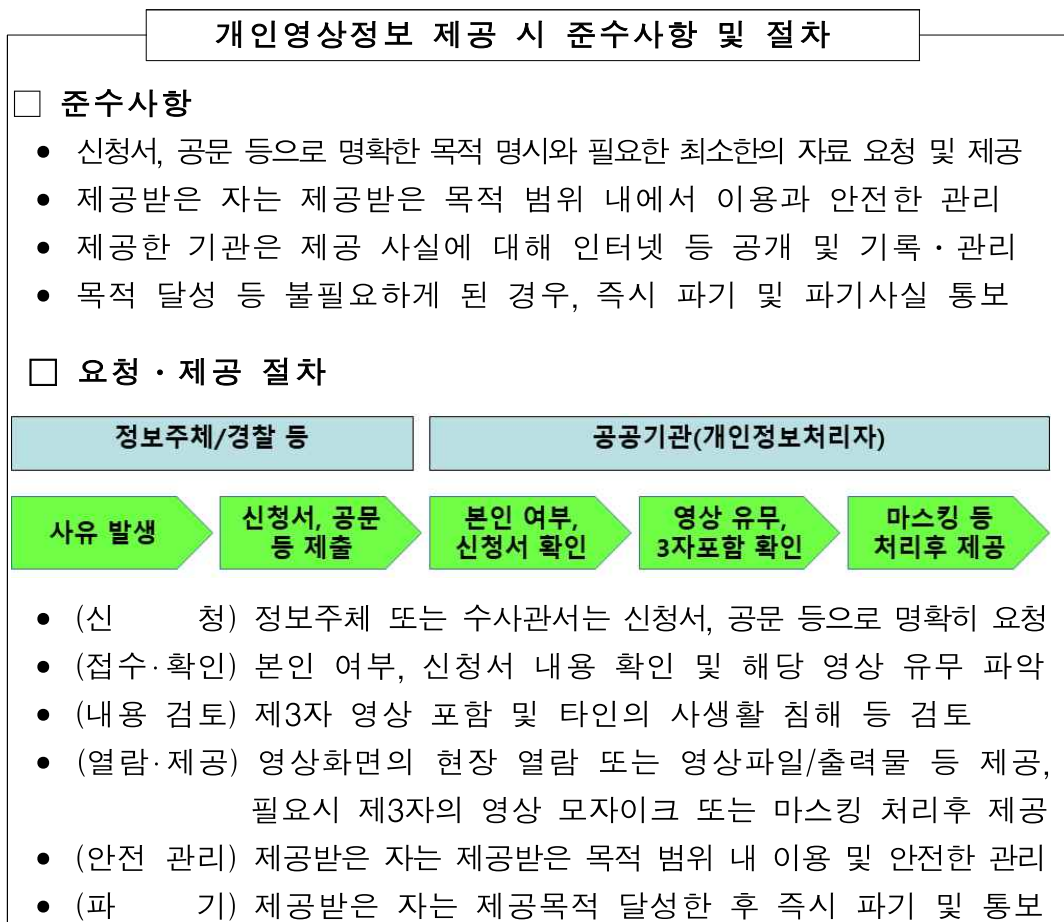 개인영상정보 제공 시 준수사항 및 절차
□ 준수사항
● 신청서, 공문 등으로 명확한 목적 명시와 필요한 최소한의 자료 요청 및 제공
● 제공받은 자는 제공받은 목적 범위 내에서 이용과 안전한 관리
● 제공한 기관은 제공 사실에 대해 인터넷 등 공개 및 기록·관리
● 목적 달성 등 불필요하게 된 경우, 즉시 파기 및 파기사실 통보
□ 요청·제공 절차
정보주체/경찰 등
공공기관(개인정보처리자)
사유 발생
신청서, 공문
등 제출
본인 여부,
신청서 확인
영상 유무,
3자포함 확인
마스킹 등
처리후 제공
● (신 청) 정보주체 또는 수사관서는 신청서, 공문 등으로 명확히 요청
● (접수·확인) 본인 여부, 신청서 내용 확인 및 해당 영상 유무 파악
● (내용 검토) 제3자 영상 포함 및 타인의 사생활 침해 등 검토
● (열람·제공) 영상화면의 현장 열람 또는 영상파일/출력물 등 제공,
필요시 제3자의 영상 모자이크 또는 마스킹 처리후 제공
● (안전 관리) 제공받은 자는 제공받은 목적 범위 내 이용 및 안전한 관리
● (파 기) 제공받은 자는 제공목적 달성한 후 즉시 파기 및 통보